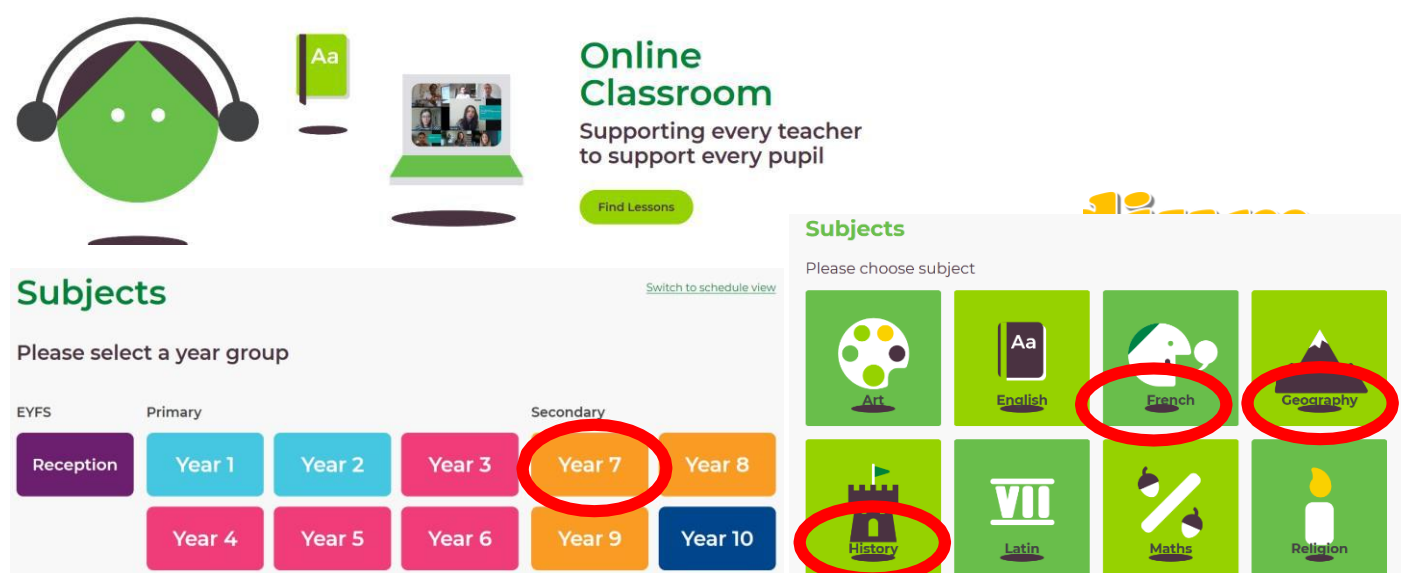 Aa
Online
Classroom
Supporting every teacher
to support every pupil
Find Lessons
Subjects
Switch to schedule view
Please select a year group
EYFS
Primary
Secondary
Reception
Year 1
Year 2
Year 3
Year 7
Year 8
Year 4
Year 5
Year 6
Year 9
Year 10
Subjects
Please choose subject
Aa
Art
English
French
Geography
VII
History
Latin
Maths
Religion